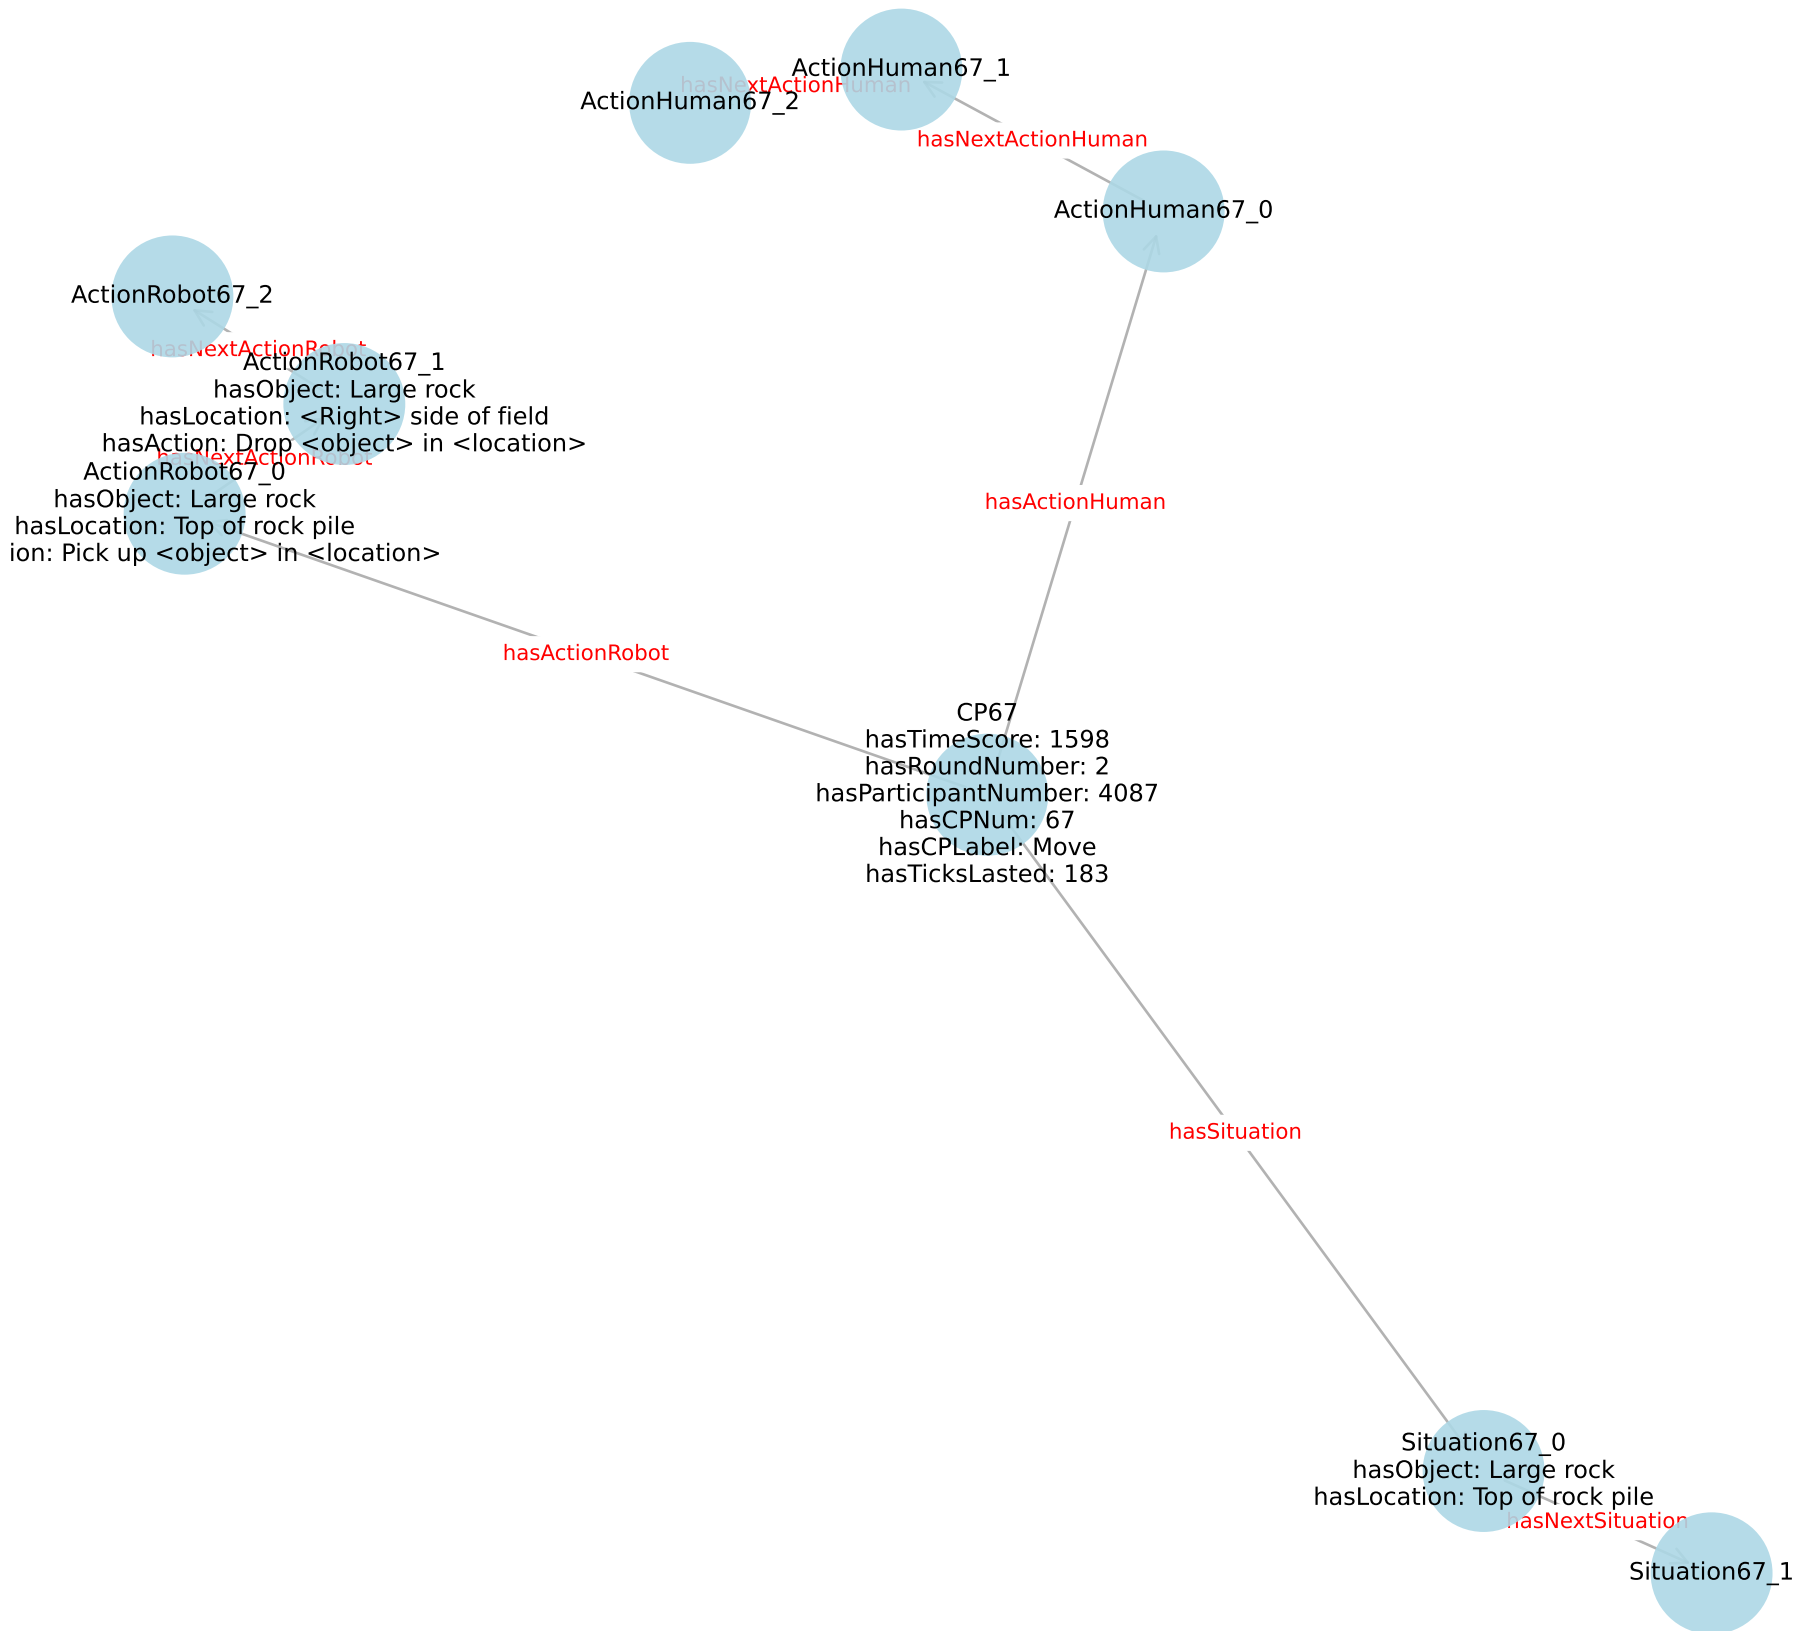 ActionHuman67_1
hasNextActionHuman
ActionHuman67_2
hasNextActionHuman
ActionHuman67_0
ActionRobot67_2
hasNextActionRobot
ActionRobot67_1
hasObject: Large rock
hasLocation: <Right> side of field
hasAction: Drop <object> in <location>
hasNextActionRobot
ActionRobot67_0
hasObject: Large rock
hasLocation: Top of rock pile
ion: Pick up <object> in <location>
hasActionHuman
hasActionRobot
CP67
hasTimeScore: 1598
hasRoundNumber: 2
hasParticipantNumber: 4087
hasCPNum: 67
hasCPLabel: Move
hasTicksLasted: 183
hasSituation
Situation67_0
hasObject: Large rock
hasLocation: Top of rock pile
hasNextSituation
Situation67_1